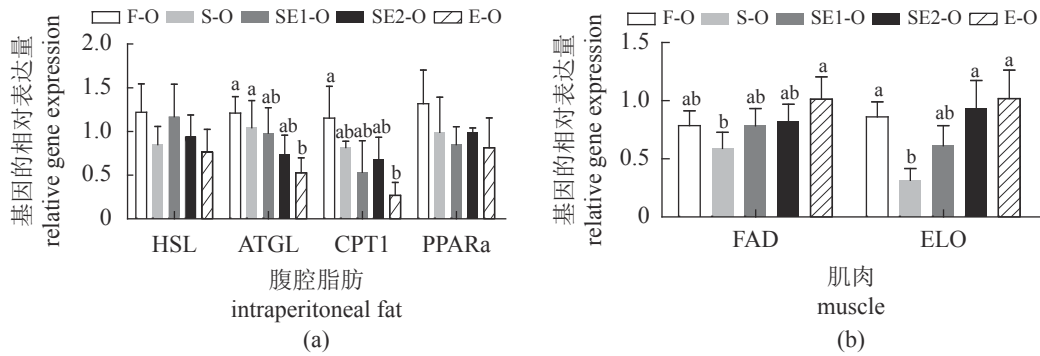 F-O S-O SE1-O SE2-O E-O
基因的相对表达量
relative gene expression
2.0
1.5
1.0
0.5
0
a a ab ab b
a ab ab ab b
HSL ATGL CPT1 PPARa
腹腔脂肪
intraperitoneal fat
(a)
F-O S-O SE1-O SE2-O E-O
基因的相对表达量
relative gene expression
1.5
1.0
0.5
0
ab b ab ab a
a b ab a a
FAD ELO
肌肉
muscle
(b)